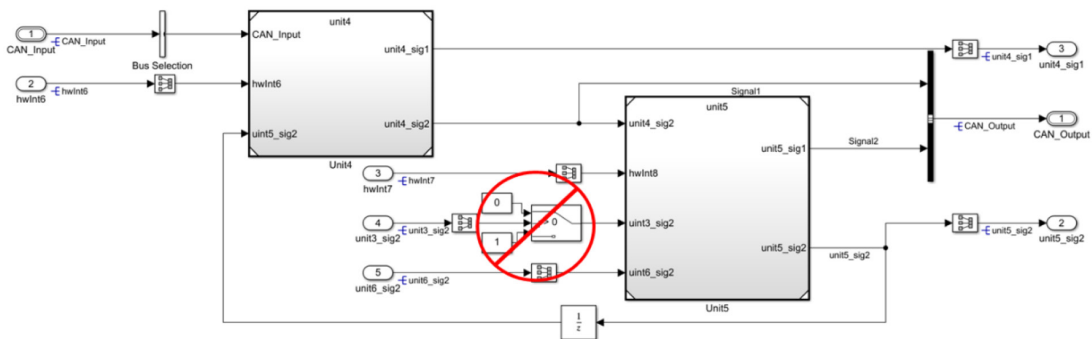 unit4
1
CAN_Input
CAN_Input
Bus Selection
CAN_Input
unit4_sig1
unit4_sig1
3
unit4_sig1
2
hwInt6
hwInt6
hwInt6
uint5_sig2
unit4_sig2
Unit4
Signal1
unit5
unit4_sig2
unit5_sig1
Signal2
CAN_Output
1
CAN_Output
3
hwInt7
hwInt7
hwInt8
0
4
unit3_sig2
unit3_sig2
> 0
1
uint3_sig2
unit5_sig2
unit5_sig2
unit5_sig2
2
unit5_sig2
5
unit6_sig2
unit6_sig2
uint6_sig2
Unit5
1
z